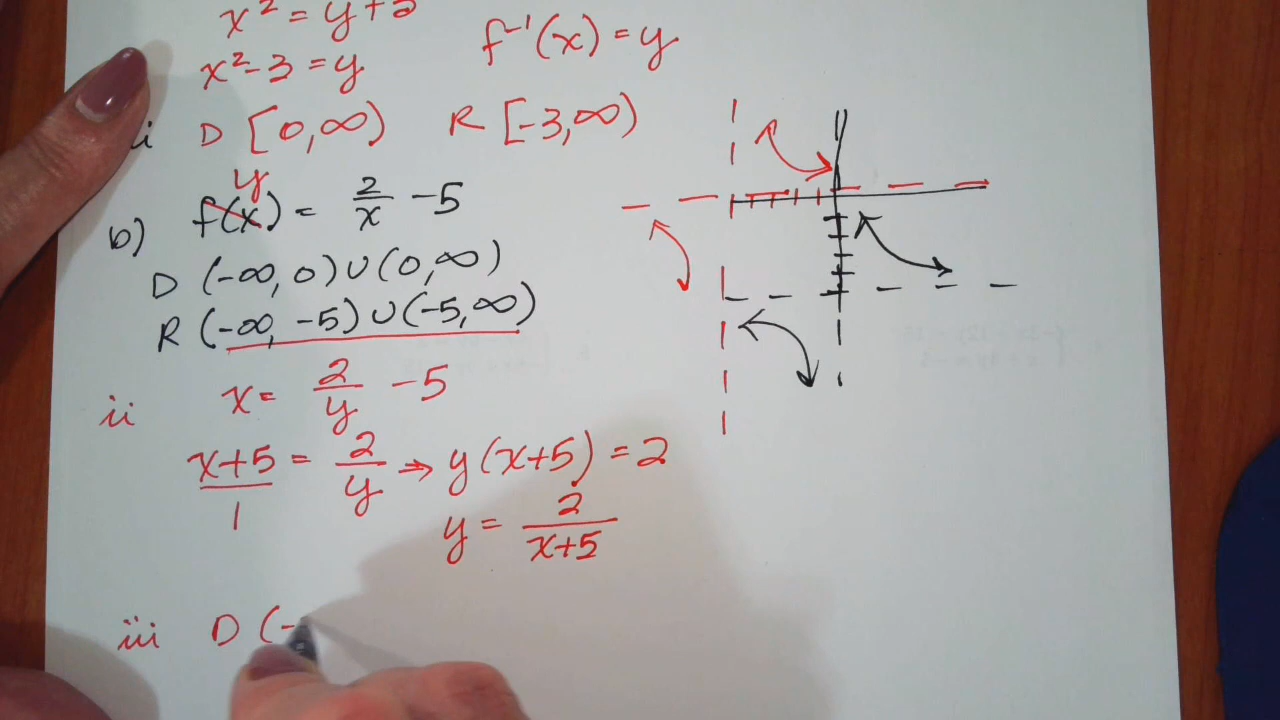 x² = y+3
x²-3 = y
f⁻¹(x) = y
i D [0,∞) R [-3,∞)
y
b) f(x) = 2/x - 5
D (-∞, 0) ∪ (0, ∞)
R (-∞, -5) ∪ (-5, ∞)
ii x = 2/y - 5
x+5/1 = 2/y → y(x+5) = 2
y = 2/x+5
iii D (-